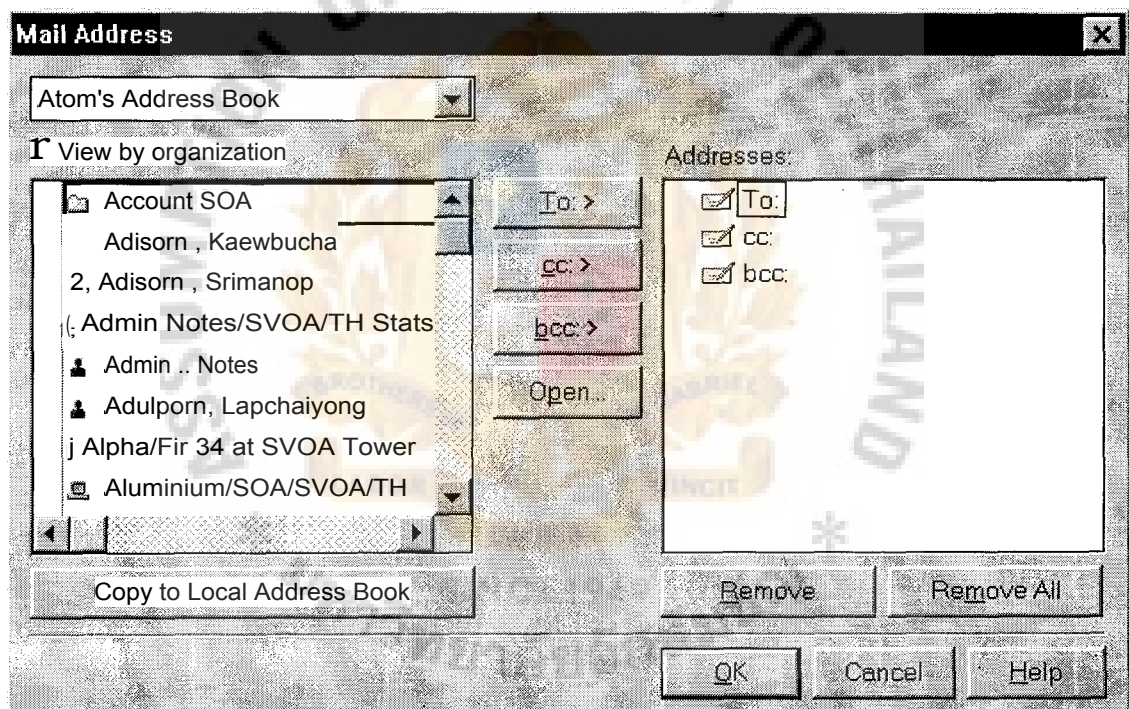 Mail Address
Atom's Address Book
r View by organization
Account SOA
Adisorn , Kaewbucha
2, Adisorn , Srimanop
(; Admin Notes/SVOA/TH Stats
Admin .. Notes
Adulporn, Lapchaiyong
j Alpha/Fir 34 at SVOA Tower
Aluminium/SOA/SVOA/TH
Copy to Local Address Book
To: >
cc: >
bcc: >
Open...
Addresses:
To:
cc:
bcc:
Remove
Remove All
OK
Cancel
Help
THAILAND